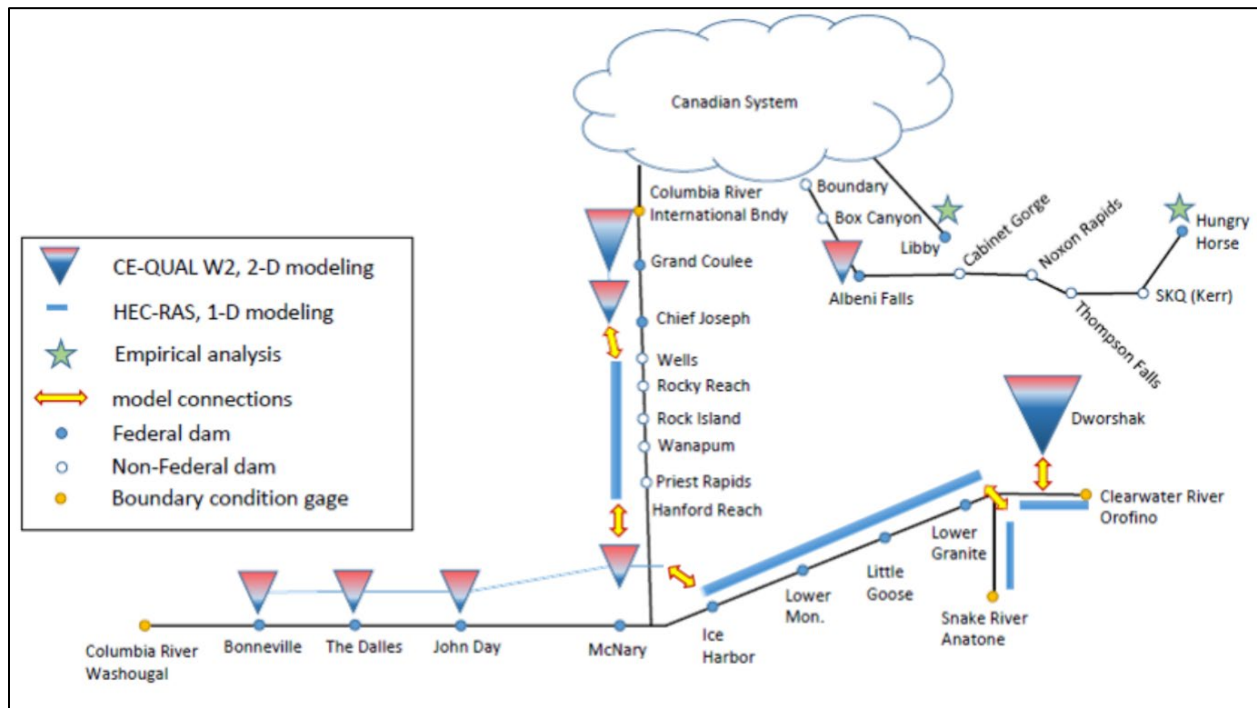 Canadian System
Columbia River
International Bndy
Boundary
Box Canyon
Libby
Cabinet Gorge
Noxon Rapids
Hungry
Horse
Grand Coulee
Albeni Falls
SKQ (Kerr)
Thompson Falls
Chief Joseph
Wells
Rocky Reach
Rock Island
Wanapum
Priest Rapids
Hanford Reach
Dworshak
Clearwater River
Orofino
Lower
Granite
Little
Goose
Lower
Mon.
Snake River
Anatone
Ice
Harbor
McNary
John Day
The Dalles
Bonneville
Columbia River
Washougal
CE-QUAL W2, 2-D modeling
HEC-RAS, 1-D modeling
Empirical analysis
model connections
Federal dam
Non-Federal dam
Boundary condition gage